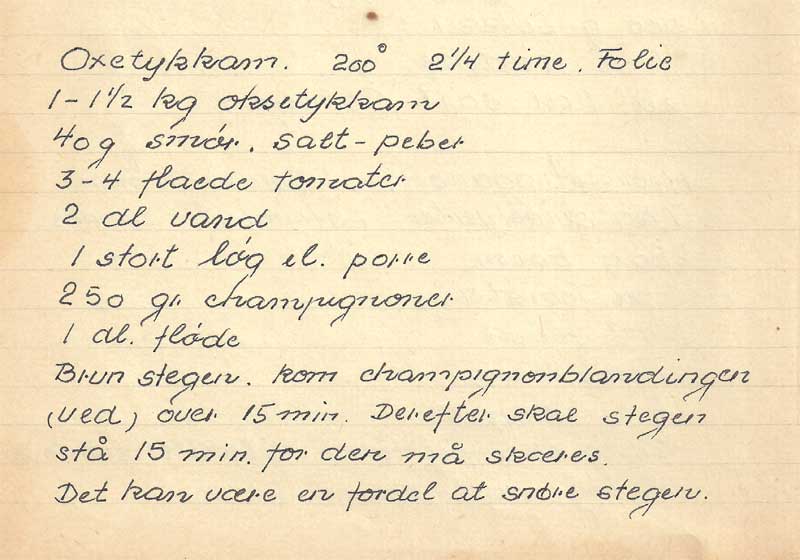 Oxetykkam. 200° 2 1/4 time. Folie
1-1 1/2 kg oksetykkam
40 g smör. salt-peber
3-4 flaede tomater
2 dl vand
1 stort løg el. porre
250 gr champignoner
1 dl. fløde
Brun stegen. kom champignonblandingen
(ved) over 15 min. Derefter skal stegen
stå 15 min. før den må skæres.
Det kan være en fordel at snøre stegen.